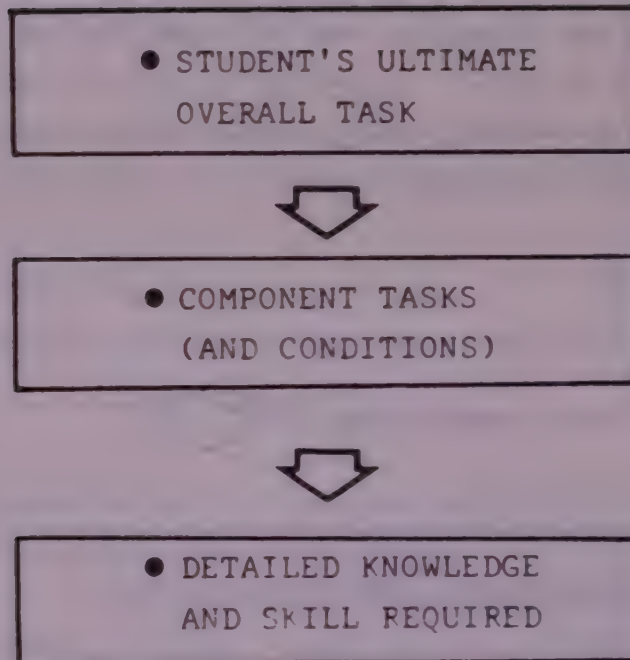 ● STUDENT'S ULTIMATE
OVERALL TASK
● COMPONENT TASKS
(AND CONDITIONS)
● DETAILED KNOWLEDGE
AND SKILL REQUIRED